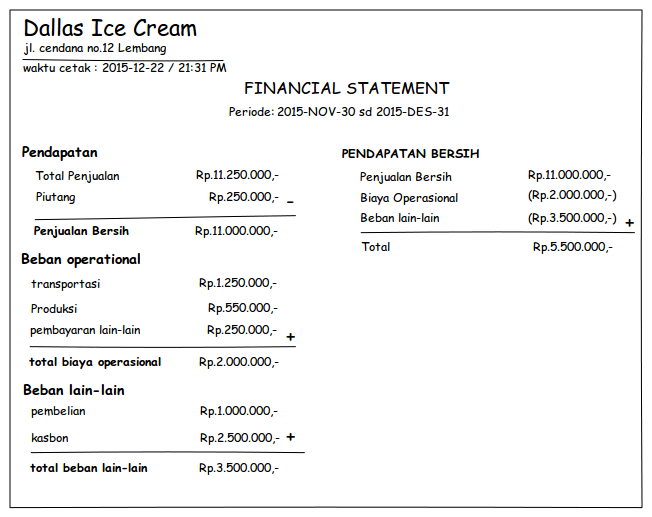 Dallas Ice Cream
jl. cendana no.12 Lembang
waktu cetak : 2015-12-22 / 21:31 PM
FINANCIAL STATEMENT
Periode: 2015-NOV-30 sd 2015-DES-31
Pendapatan
Total Penjualan Rp.11.250.000,-
Piutang Rp.250.000,- -
Penjualan Bersih Rp.11.000.000,-
Beban operational
transportasi Rp.1.250.000,-
Produksi Rp.550.000,-
pembayaran lain-lain Rp.250.000,- +
total biaya operasional Rp.2.000.000,-
Beban lain-lain
pembelian Rp.1.000.000,-
kasbon Rp.2.500.000,- +
total beban lain-lain Rp.3.500.000,-
PENDAPATAN BERSIH
Penjualan Bersih Rp.11.000.000,-
Biaya Operasional (Rp.2.000.000,-)
Beban lain-lain (Rp.3.500.000,-) +
Total Rp.5.500.000,-